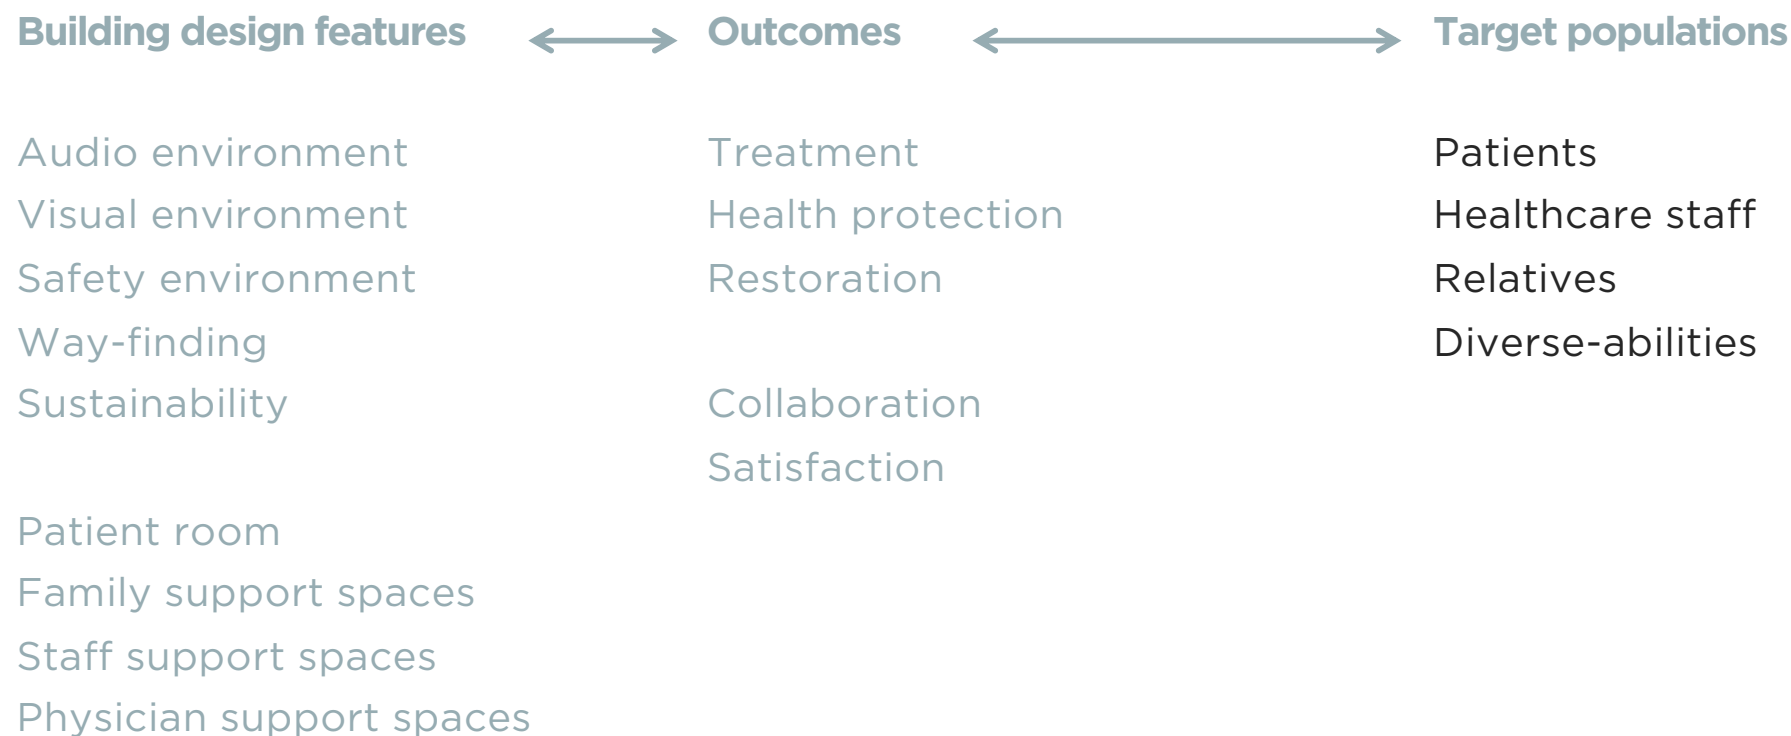 Building design features
Outcomes
Target populations
Audio environment
Visual environment
Safety environment
Way-finding
Sustainability
Patient room
Family support spaces
Staff support spaces
Physician support spaces
Treatment
Health protection
Restoration
Collaboration
Satisfaction
Patients
Healthcare staff
Relatives
Diverse-abilities